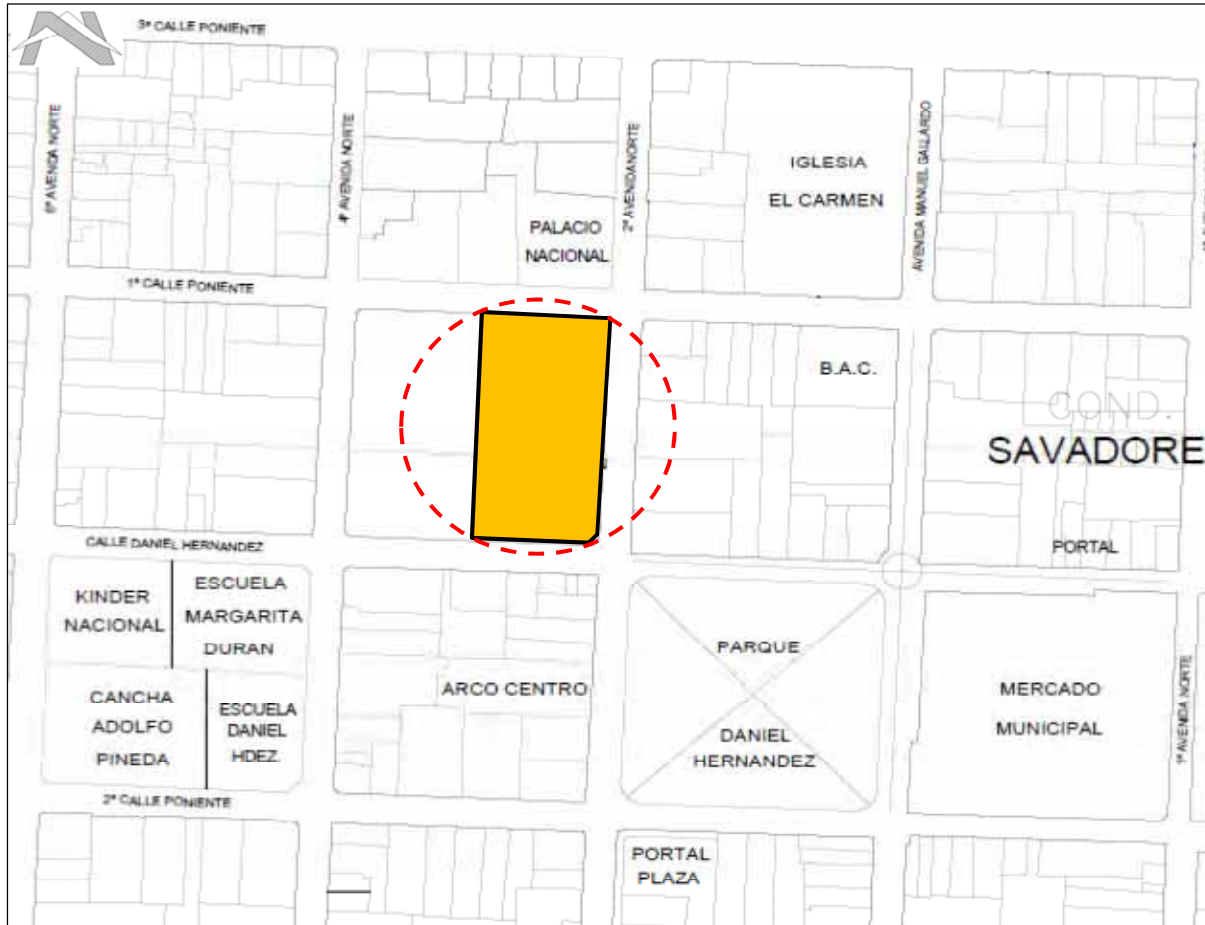 3ª CALLE PONIENTE
6ª AVENIDA NORTE
4ª AVENIDA NORTE
2ª AVENIDA NORTE
AVENIDA MANUEL GALLARDO
IGLESIA
EL CARMEN
PALACIO
NACIONAL
1ª CALLE PONIENTE
B.A.C.
COND.
SAVADORE
PORTAL
CALLE DANIEL HERNANDEZ
KINDER
NACIONAL
ESCUELA
MARGARITA
DURAN
CANCHA
ADOLFO
PINEDA
ESCUELA
DANIEL
HDEZ.
ARCO CENTRO
PARQUE
DANIEL
HERNANDEZ
MERCADO
MUNICIPAL
1ª AVENIDA NORTE
2ª CALLE PONIENTE
PORTAL
PLAZA